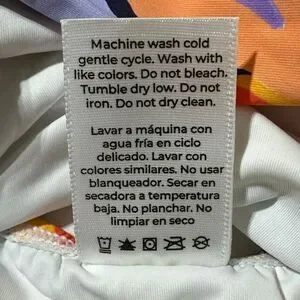 Machine wash cold
gentle cycle. Wash with
like colors. Do not bleach.
Tumble dry low. Do not
iron. Do not dry clean.
Lavar a máquina con
agua fría en ciclo
delicado. Lavar con
colores similares. No usar
blanqueador. Secar en
secadora a temperatura
baja. No planchar. No
limpiar en seco